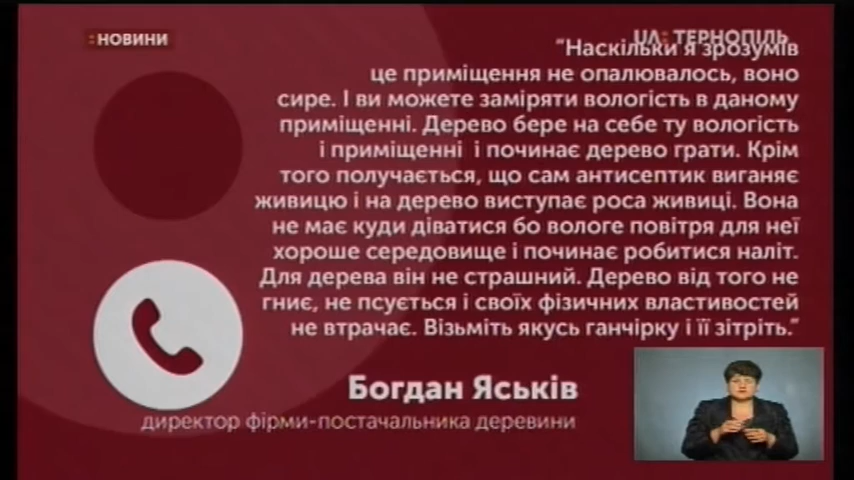 :НОВИНИ
UA: ТЕРНОПІЛЬ
“Наскільки я зрозумів
це приміщення не опалювалось, воно
сире. І ви можете заміряти вологість в даному
приміщенні. Дерево бере на себе ту вологість
і приміщенні і починає дерево грати. Крім
того получається, що сам антисептик виганяє
живицю і на дерево виступає роса живиці. Вона
не має куди діватися бо вологе повітря для неї
хороше середовище і починає робитися наліт.
Для дерева він не страшний. Дерево від того не
гниє, не псується і своїх фізичних властивостей
не втрачає. Візьміть якусь ганчірку і її зітріть.”
Богдан Яськів
директор фірми-постачальника деревини